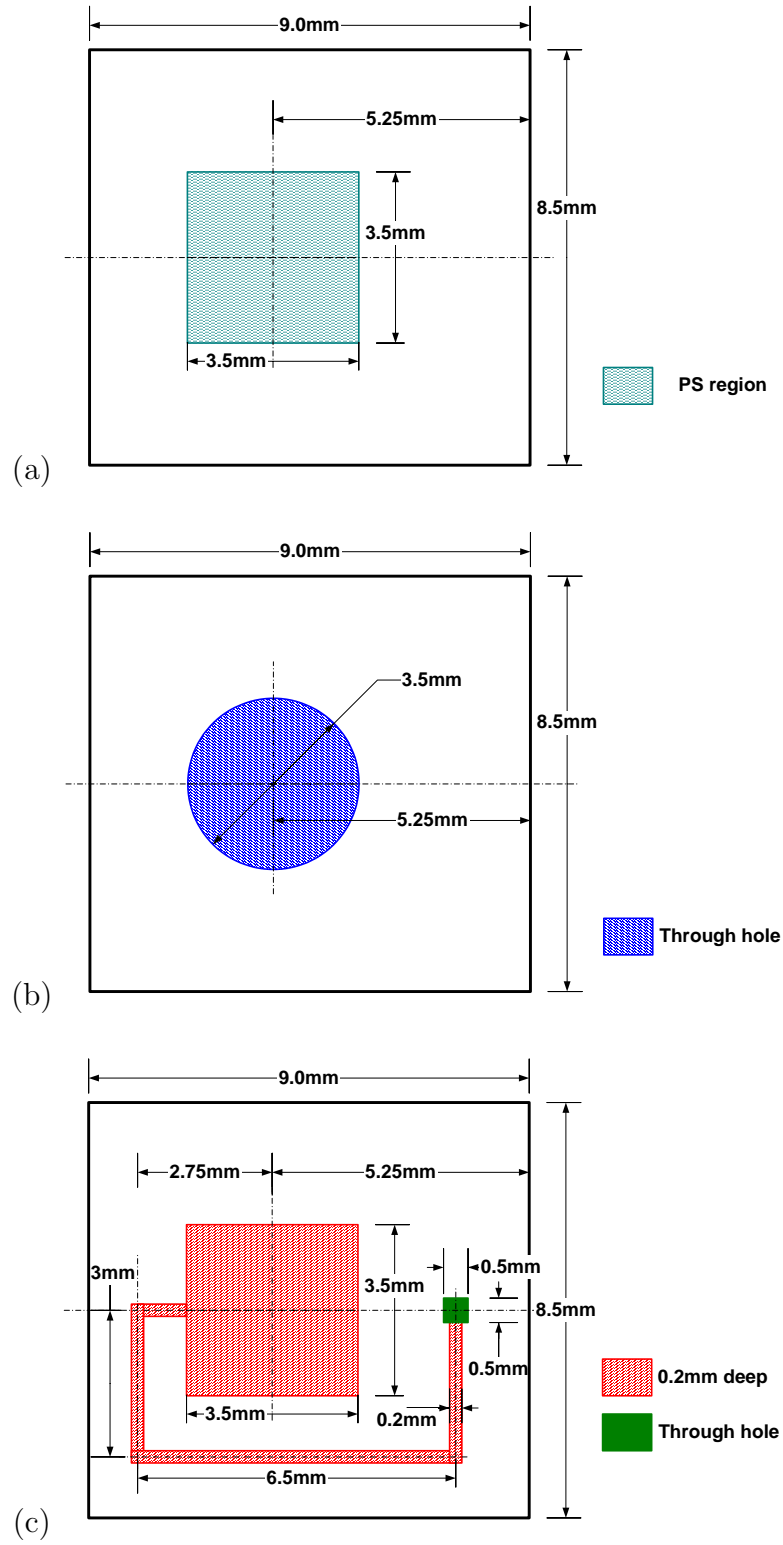 9.0mm
5.25mm
8.5mm
3.5mm
3.5mm
PS region
(a)
9.0mm
3.5mm
8.5mm
5.25mm
Through hole
(b)
9.0mm
2.75mm
5.25mm
3mm
3.5mm
0.5mm
8.5mm
0.5mm
0.2mm deep
3.5mm
0.2mm
Through hole
6.5mm
(c)